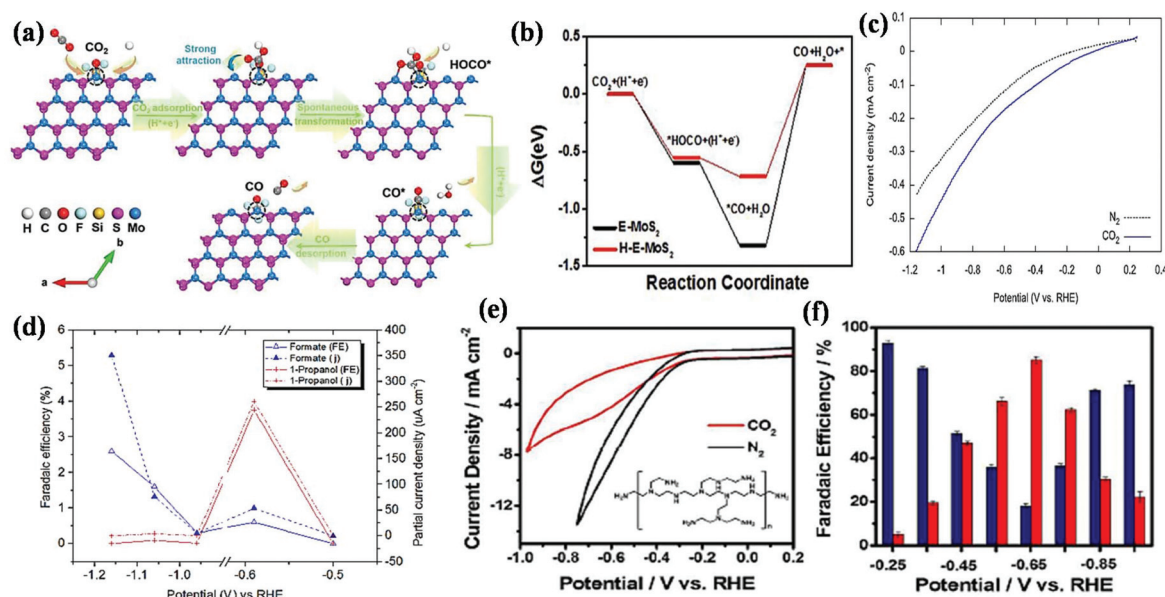 (a)
CO2
Strong
attraction
HOCO*
CO2 adsorption
(H++e-)
Spontaneous
transformation
(H++e-)
CO
CO*
CO
desorption
H C O F Si S Mo
b
a
(b)
ΔG(eV)
0.5
0.0
-0.5
-1.0
-1.5
CO2+(H++e-)
*HOCO+(H++e-)
*CO+H2O
CO+H2O+*
E-MoS2
H-E-MoS2
Reaction Coordinate
(c)
Current density (mA cm-2)
0.1
0
-0.1
-0.2
-0.3
-0.4
-0.5
-0.6
N2
CO2
-1.2 -1 -0.8 -0.6 -0.4 -0.2 0 0.2 0.4
Potential (V vs. RHE)
(d)
Faradaic efficiency (%)
6
5
4
3
2
1
0
Formate (FE)
Formate (j)
1-Propanol (FE)
1-Propanol (j)
400
350
300
250
200
150
100
50
0
-50
Partial current density (uA cm-2)
-1.2 -1.1 -1.0 -0.6 -0.5
Potential (V) vs. RHE
(e)
Current Density / mA cm-2
0
-4
-8
-12
CO2
N2
-1.0 -0.8 -0.6 -0.4 -0.2 0.0 0.2
Potential / V vs. RHE
(f)
Faradaic Efficiency / %
100
80
60
40
20
0
-0.25 -0.45 -0.65 -0.85
Potential / V vs. RHE